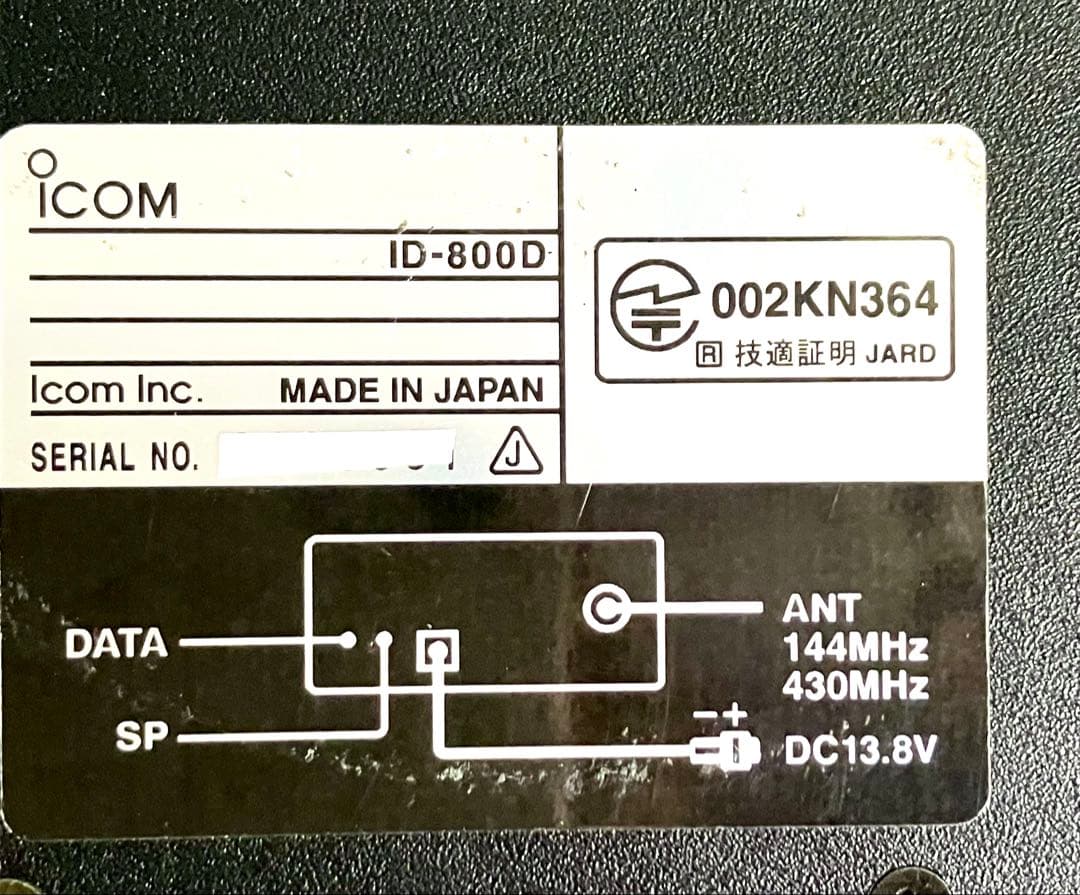 ICOM
ID-800D
Icom Inc. MADE IN JAPAN
SERIAL NO. J
002KN364
R 技適証明 JARD
DATA
SP
ANT
144MHz
430MHz
- +
DC13.8V